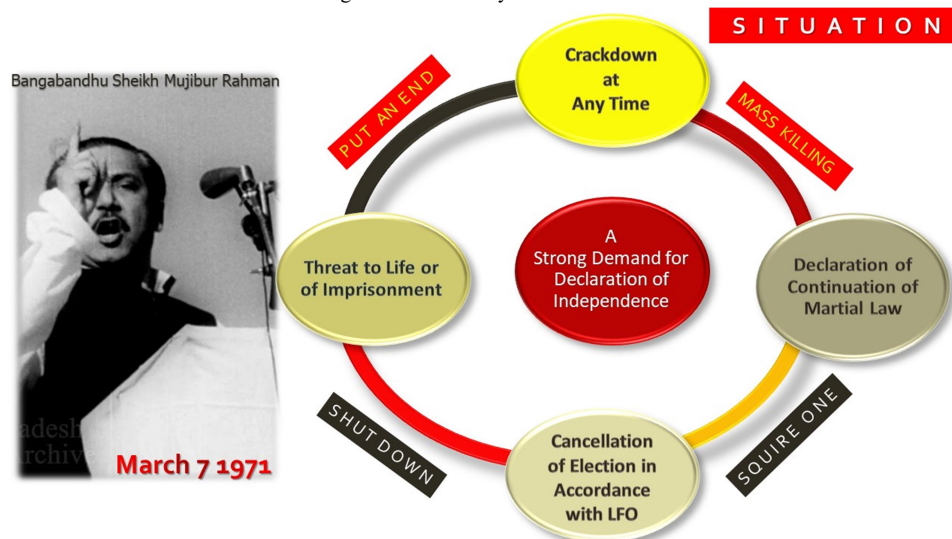 SITUATION
Bangabandhu Sheikh Mujibur Rahman
Crackdown
at
Any Time
PUT AN END
MASS KILLING
Threat to Life or
of Imprisonment
A
Strong Demand for
Declaration of
Independence
Declaration of
Continuation of
Martial Law
SHUT DOWN
SQUIRE ONE
Cancellation
of Election in
Accordance
with LFO
adesh
rchive
March 7 1971